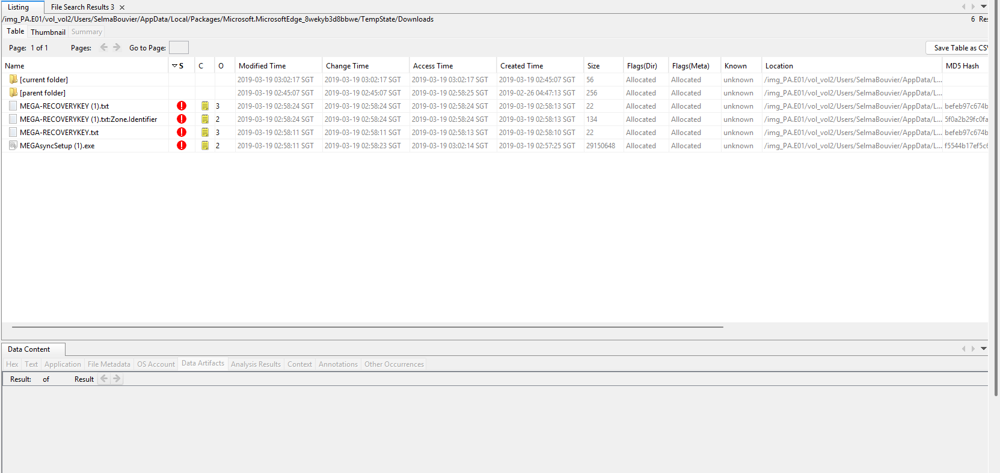 Listing File Search Results 3
/img_PA.E01/vol_vol2/Users/SelmaBouvier/AppData/Local/Packages/Microsoft.MicrosoftEdge_8wekyb3d8bbwe/TempState/Downloads 6 Res
Table Thumbnail Summary
Page: 1 of 1 Pages: Go to Page: Save Table as CSV
Name S C O Modified Time Change Time Access Time Created Time Size Flags(Dir) Flags(Meta) Known Location MD5 Hash
[current folder] 2019-03-19 03:02:17 SGT 2019-03-19 03:02:17 SGT 2019-03-19 03:02:17 SGT 2019-03-19 02:45:07 SGT 56 Allocated Allocated unknown /img_PA.E01/vol_vol2/Users/SelmaBouvier/AppData/L...
[parent folder] 2019-03-19 02:45:07 SGT 2019-03-19 02:45:07 SGT 2019-03-19 02:58:25 SGT 2019-02-26 04:47:13 SGT 256 Allocated Allocated unknown /img_PA.E01/vol_vol2/Users/SelmaBouvier/AppData/L...
MEGA-RECOVERYKEY (1).txt 3 2019-03-19 02:58:24 SGT 2019-03-19 02:58:24 SGT 2019-03-19 02:58:24 SGT 2019-03-19 02:58:13 SGT 22 Allocated Allocated unknown /img_PA.E01/vol_vol2/Users/SelmaBouvier/AppData/L... befeb97c674b
MEGA-RECOVERYKEY (1).txt:Zone.Identifier 2 2019-03-19 02:58:24 SGT 2019-03-19 02:58:24 SGT 2019-03-19 02:58:24 SGT 2019-03-19 02:58:13 SGT 134 Allocated Allocated unknown /img_PA.E01/vol_vol2/Users/SelmaBouvier/AppData/L... 5f0a2b29fc0fa
MEGA-RECOVERYKEY.txt 3 2019-03-19 02:58:11 SGT 2019-03-19 02:58:11 SGT 2019-03-19 02:58:13 SGT 2019-03-19 02:58:10 SGT 22 Allocated Allocated unknown /img_PA.E01/vol_vol2/Users/SelmaBouvier/AppData/L... befeb97c674b
MEGAsyncSetup (1).exe 2 2019-03-19 02:58:11 SGT 2019-03-19 02:58:23 SGT 2019-03-19 03:02:14 SGT 2019-03-19 02:57:25 SGT 29150648 Allocated Allocated unknown /img_PA.E01/vol_vol2/Users/SelmaBouvier/AppData/L... f5544b17ef5c6
Data Content
Hex Text Application File Metadata OS Account Data Artifacts Analysis Results Context Annotations Other Occurrences
Result: of Result